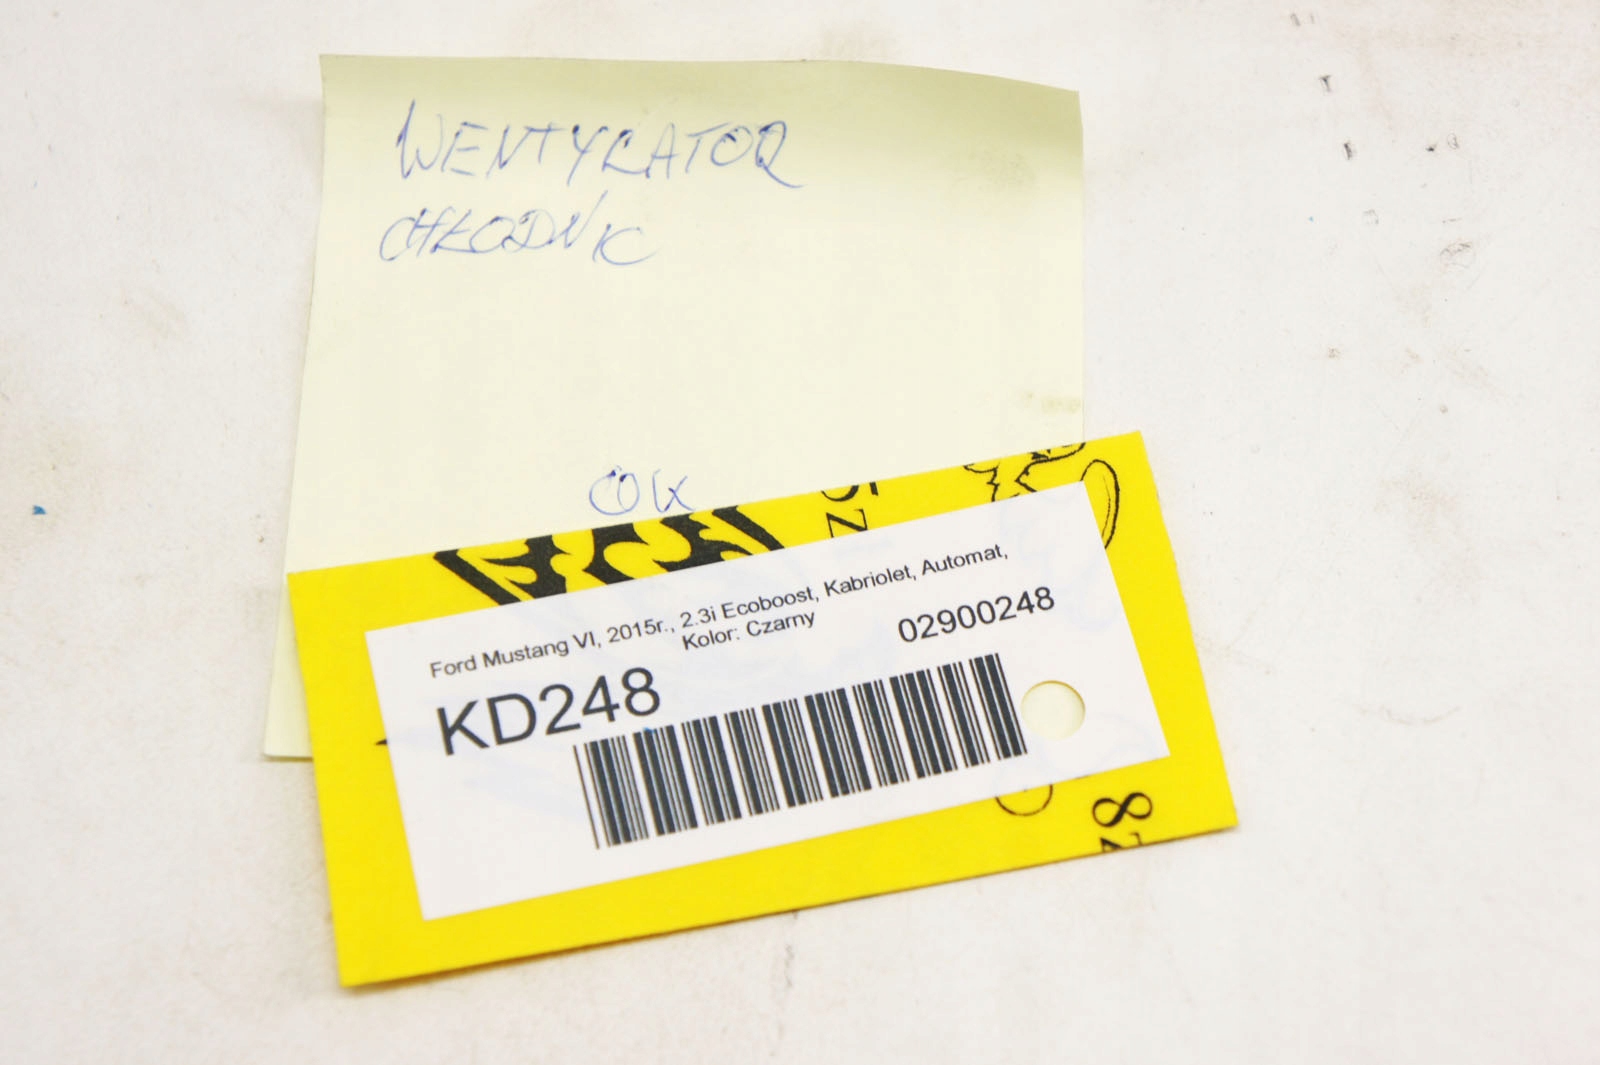 WENTYLATOR
CHŁODNIC
OK
Ford Mustang VI, 2015r., 2.3i Ecoboost, Kabriolet, Automat,
Kolor: Czarny
02900248
KD248